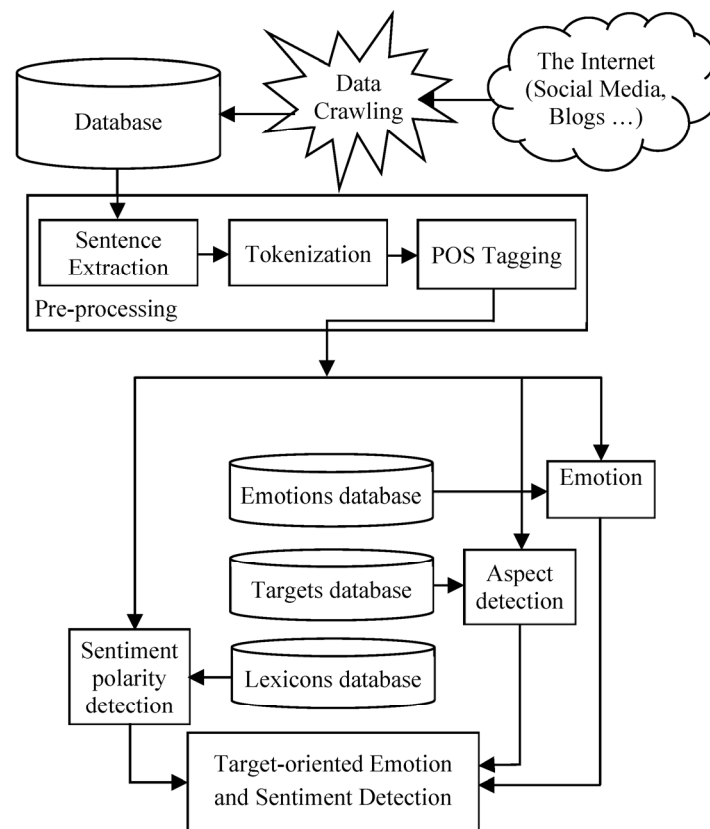 The Internet
(Social Media,
Blogs ...)
Data
Crawling
Database
Sentence
Extraction
Tokenization
POS Tagging
Pre-processing
Emotions database
Emotion
Targets database
Aspect
detection
Sentiment
polarity
detection
Lexicons database
Target-oriented Emotion
and Sentiment Detection